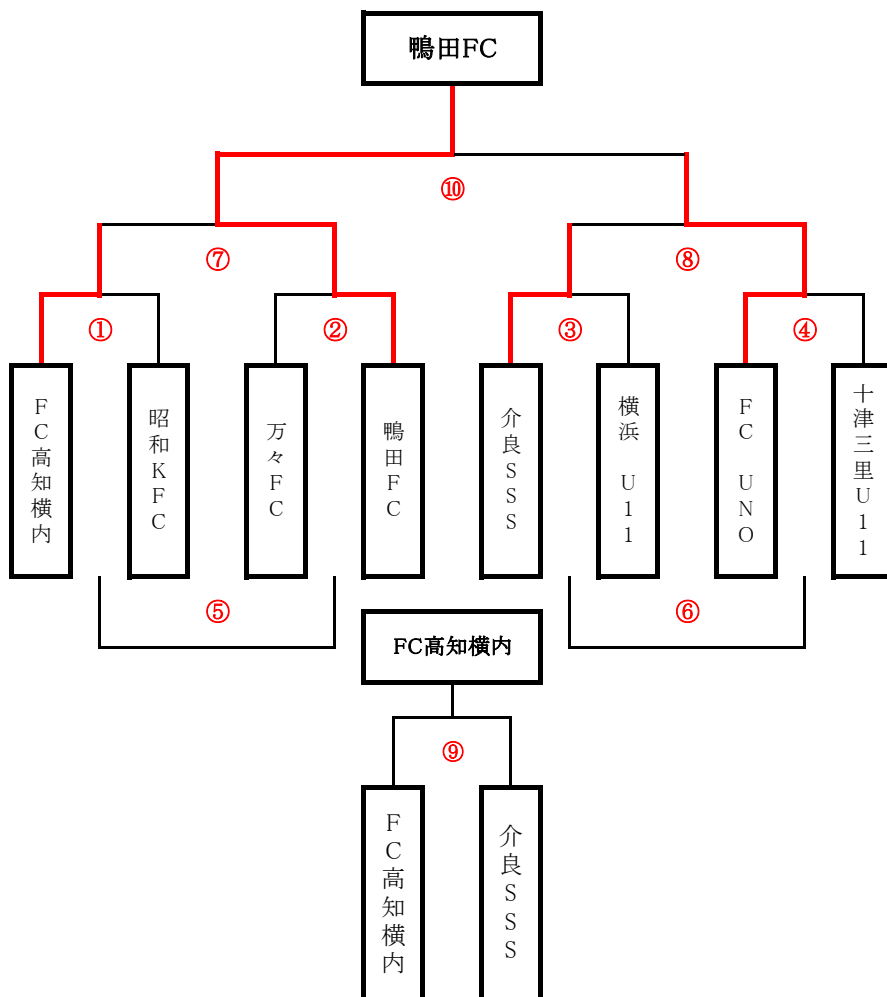 鴨田FC
⑩
⑦
⑧
①
②
③
④
FC高知横内
昭和KFC
万々FC
鴨田FC
介良SSS
横浜 U11
FC UNO
十津三里U11
⑤
⑥
FC高知横内
⑨
FC高知横内
介良SSS